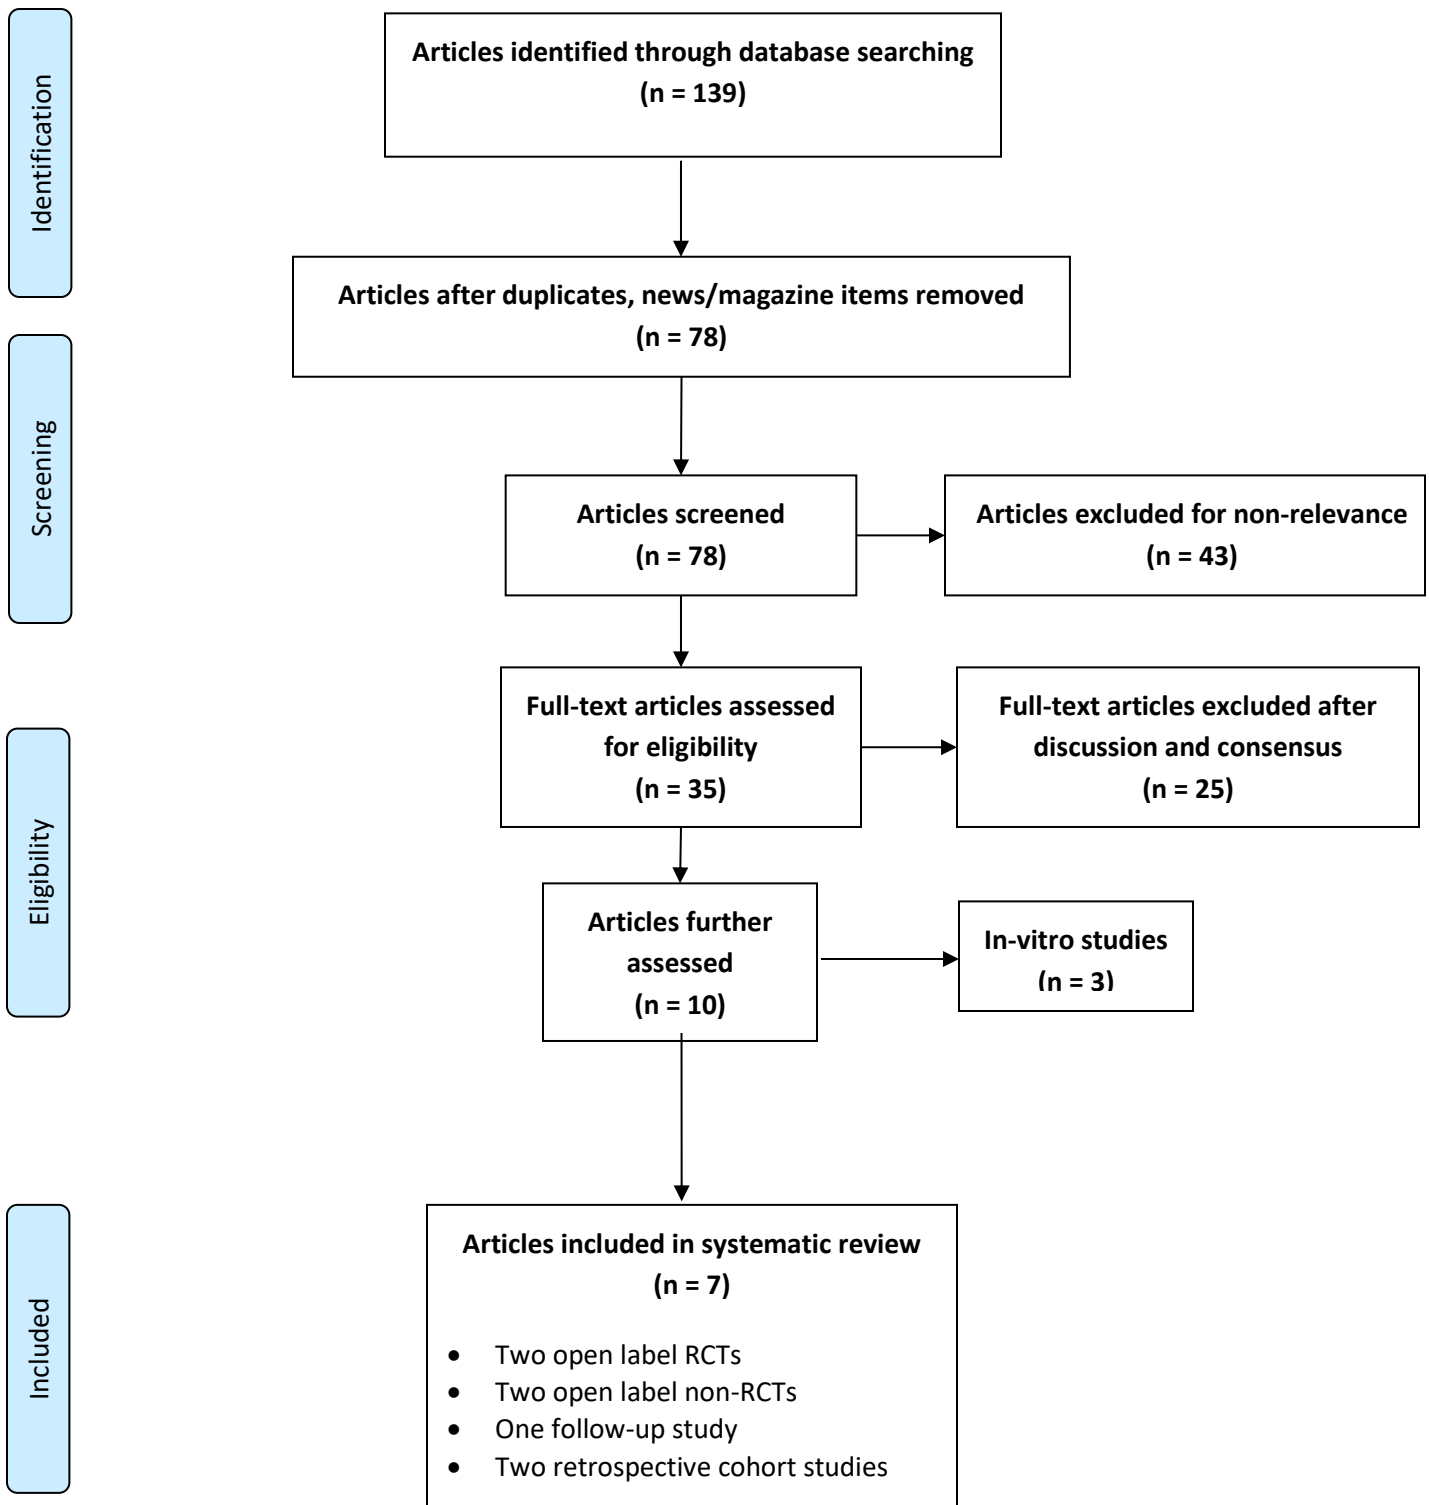 Identification
Articles identified through database searching
(n = 139)
Articles after duplicates, news/magazine items removed
(n = 78)
Screening
Articles screened
(n = 78)
Articles excluded for non-relevance
(n = 43)
Eligibility
Full-text articles assessed
for eligibility
(n = 35)
Full-text articles excluded after
discussion and consensus
(n = 25)
Articles further
assessed
(n = 10)
In-vitro studies
(n = 3)
Included
Articles included in systematic review
(n = 7)
• Two open label RCTs
• Two open label non-RCTs
• One follow-up study
• Two retrospective cohort studies